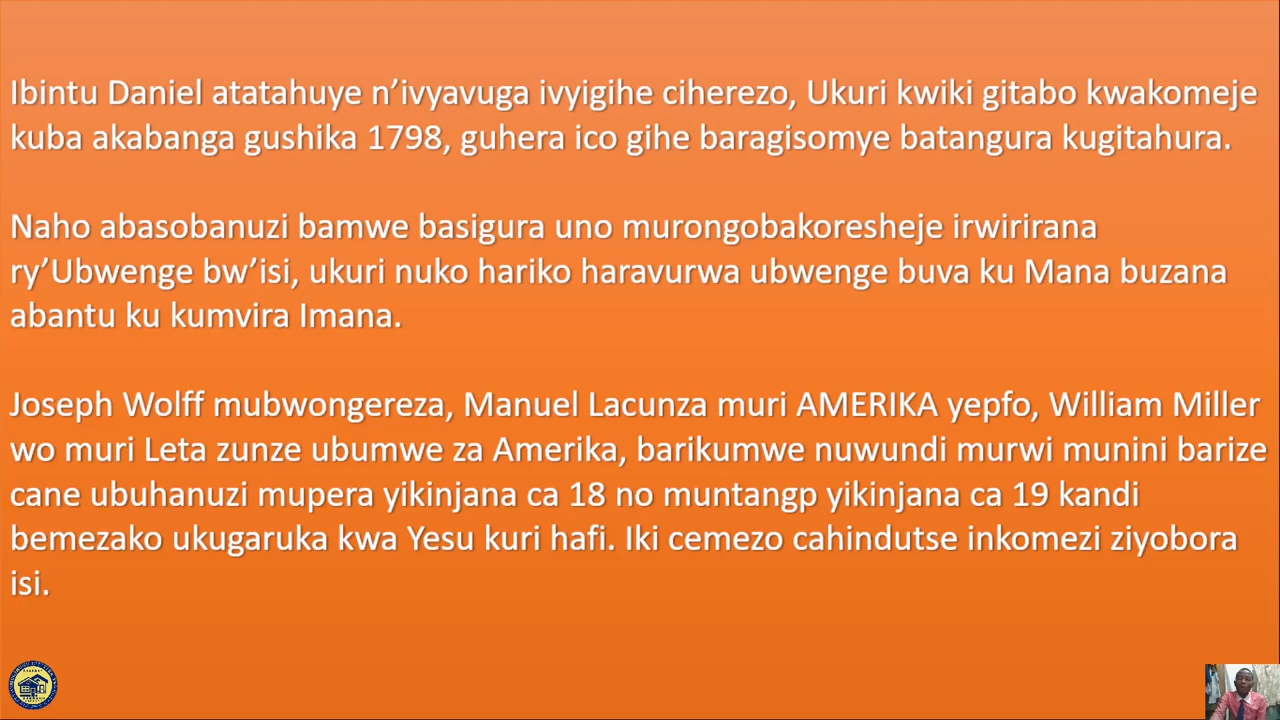 Ibintu Daniel atatahuye n’ivyavuga ivyigihe ciherezo, Ukuri kwiki gitabo kwakomeje
kuba akabanga gushika 1798, guhera ico gihe baragisomye batangura kugitahura.
Naho abasobanuzi bamwe basigura uno murongobakoresheje irwirirana
ry’Ubwenge bw’isi, ukuri nuko hariko haravurwa ubwenge buva ku Mana buzana
abantu ku kumvira Imana.
Joseph Wolff mubwongereza, Manuel Lacunza muri AMERIKA yepfo, William Miller
wo muri Leta zunze ubumwe za Amerika, barikumwe nuwundi murwi munini barize
cane ubuhanuzi mupera yikinjana ca 18 no muntangp yikinjana ca 19 kandi
bemezako ukugaruka kwa Yesu kuri hafi. Iki cemezo cahindutse inkomezi ziyobora
isi.